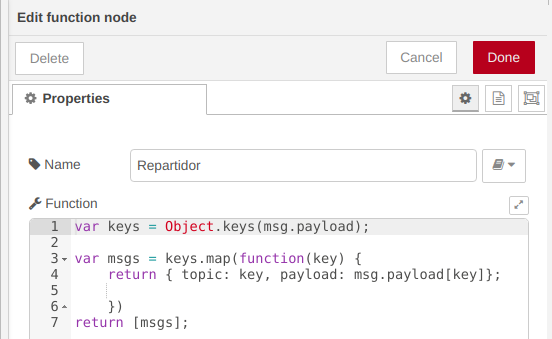 Edit function node
Delete
Cancel
Done
Properties
Name
Repartidor
Function
1 var keys = Object.keys(msg.payload);
2
3 var msgs = keys.map(function(key) {
4     return { topic: key, payload: msg.payload[key]};
5
6     })
7 return [msgs];